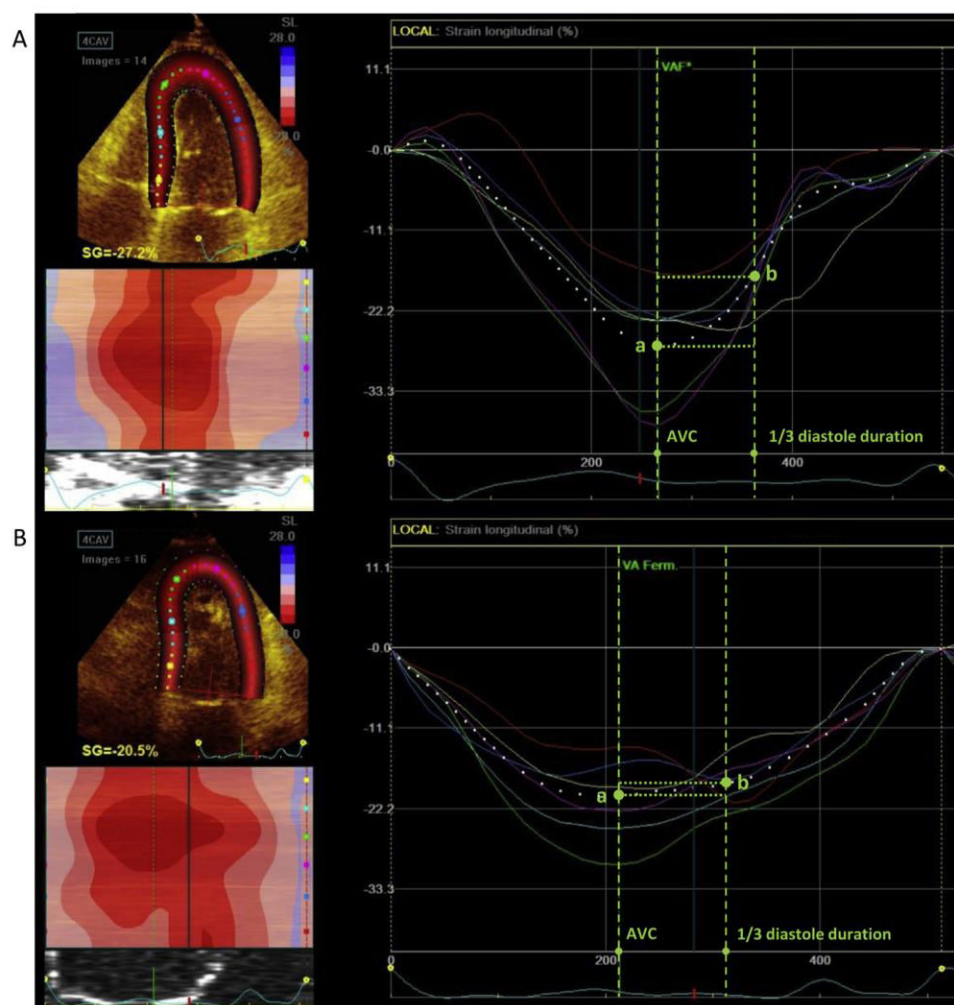 A
4CAV
Images = 14
SL
28.0
28.0
SG=-27.2%
LOCAL: Strain longitudinal (%)
11.1
VAF*
-0.0
-11.1
b
-22.2
a
-33.3
AVC
1/3 diastole duration
0
200
400
B
4CAV
Images = 16
SL
28.0
SG=-20.5%
LOCAL: Strain longitudinal (%)
11.1
VA Ferm.
-0.0
-11.1
a
b
-22.2
-33.3
AVC
1/3 diastole duration
0
200
400